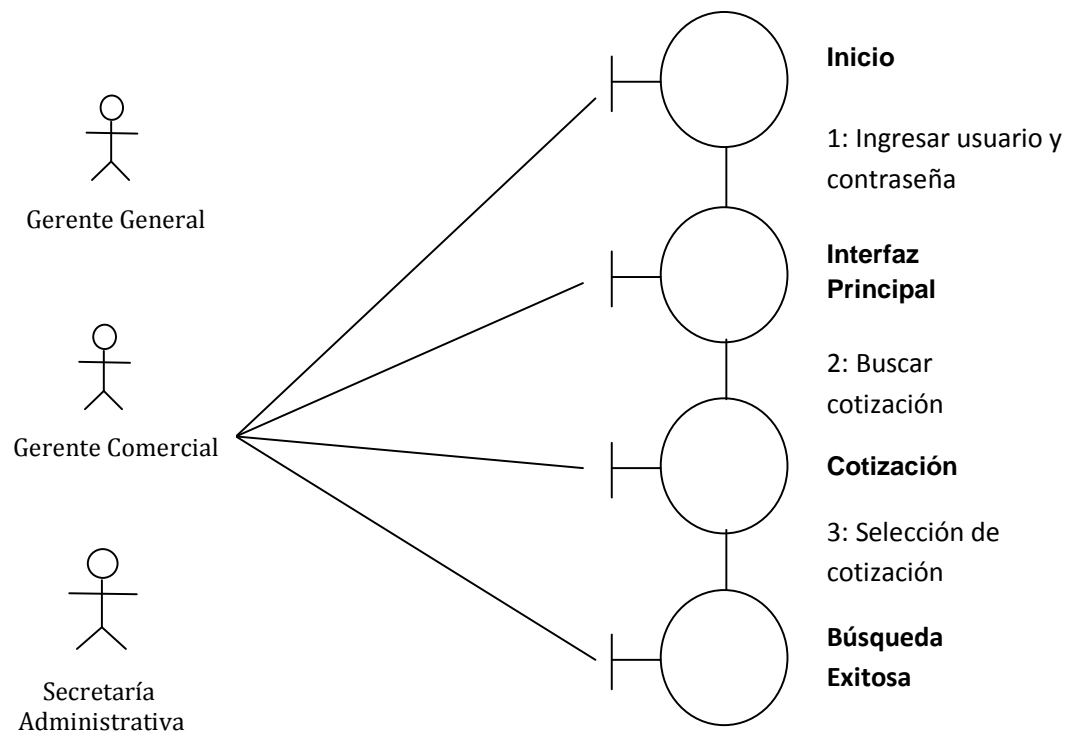 Gerente General
Gerente Comercial
Secretaría
Administrativa
Inicio
1: Ingresar usuario y
contraseña
Interfaz
Principal
2: Buscar
cotización
Cotización
3: Selección de
cotización
Búsqueda
Exitosa